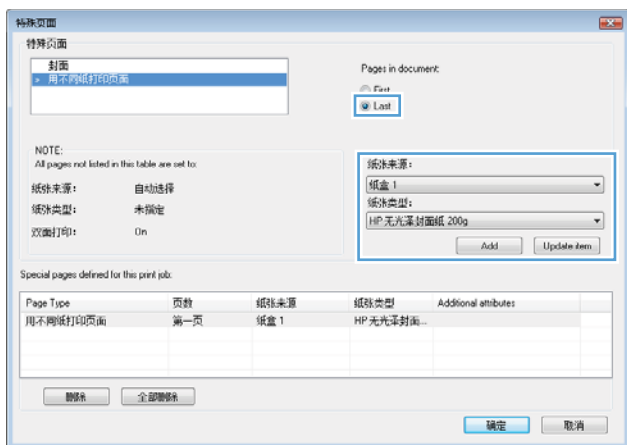 特殊页面
特殊页面
封面
» 用不同纸打印页面
Pages in document:
First
Last
NOTE:
All pages not listed in this table are set to:
纸张来源: 自动选择
纸张类型: 未指定
双面打印: On
纸张来源:
纸盒 1
纸张类型:
HP 无光泽封面纸 200g
Add Update item
Special pages defined for this print job:
Page Type 页数 纸张来源 纸张类型 Additional attributes
用不同纸打印页面 第一页 纸盒 1 HP 无光泽封面...
删除 全部删除
确定 取消